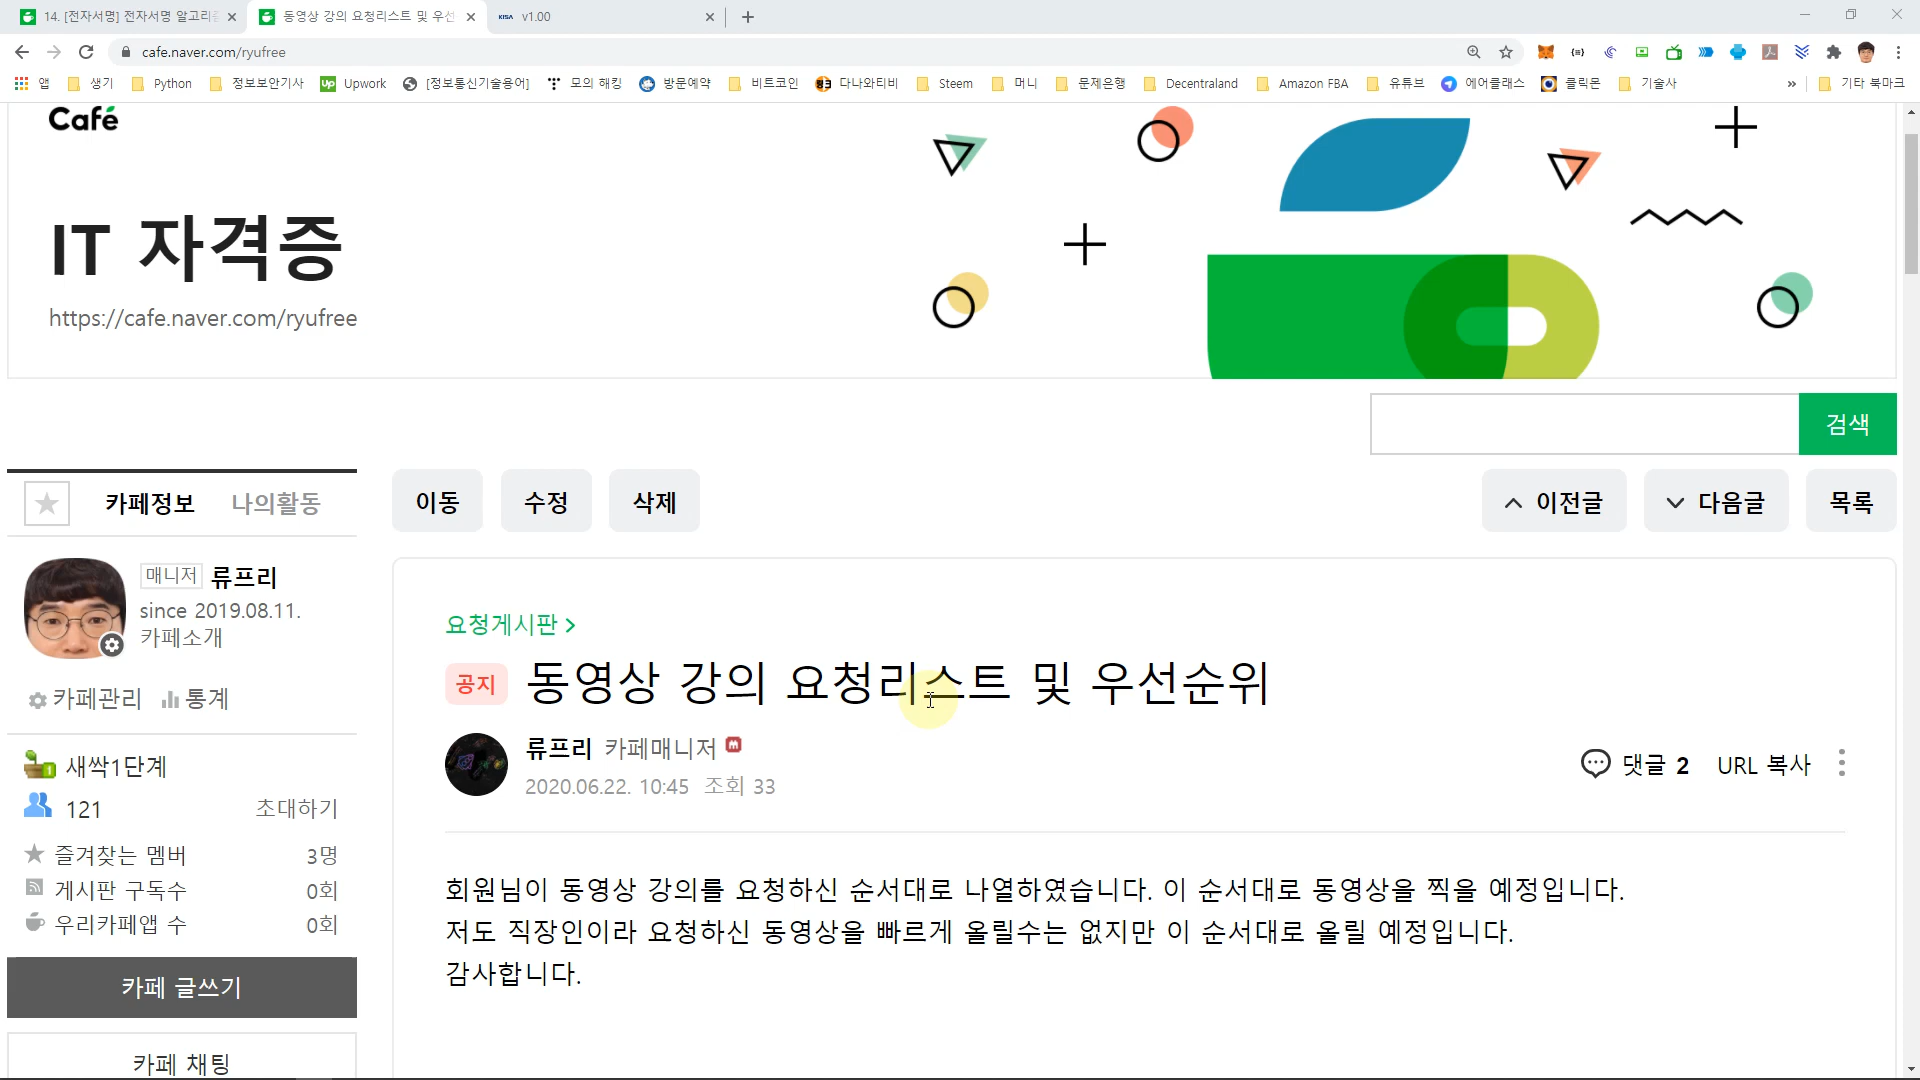 14. [전자서명] 전자서명 알고리즘
동영상 강의 요청리스트 및 우선
KISA v1.00
cafe.naver.com/ryufree
앱 생기 Python 정보보안기사 Up Upwork [정보통신기술용어] 모의 해킹 방문예약 비트코인 다나와티비 Steem 머니 문제은행 Decentraland Amazon FBA 유튜브 에어클래스 클릭몬 기술사 » 기타 북마크
Café
IT 자격증
https://cafe.naver.com/ryufree
검색
카페정보 나의활동
이동 수정 삭제
이전글 다음글 목록
매니저 류프리
since 2019.08.11.
카페소개
카페관리 통계
새싹1단계
121 초대하기
즐겨찾는 멤버 3명
게시판 구독수 0회
우리카페앱 수 0회
카페 글쓰기
카페 채팅
요청게시판 >
공지 동영상 강의 요청리스트 및 우선순위
류프리 카페매니저
2020.06.22. 10:45 조회 33
댓글 2 URL 복사
회원님이 동영상 강의를 요청하신 순서대로 나열하였습니다. 이 순서대로 동영상을 찍을 예정입니다.
저도 직장인이라 요청하신 동영상을 빠르게 올릴수는 없지만 이 순서대로 올릴 예정입니다.
감사합니다.